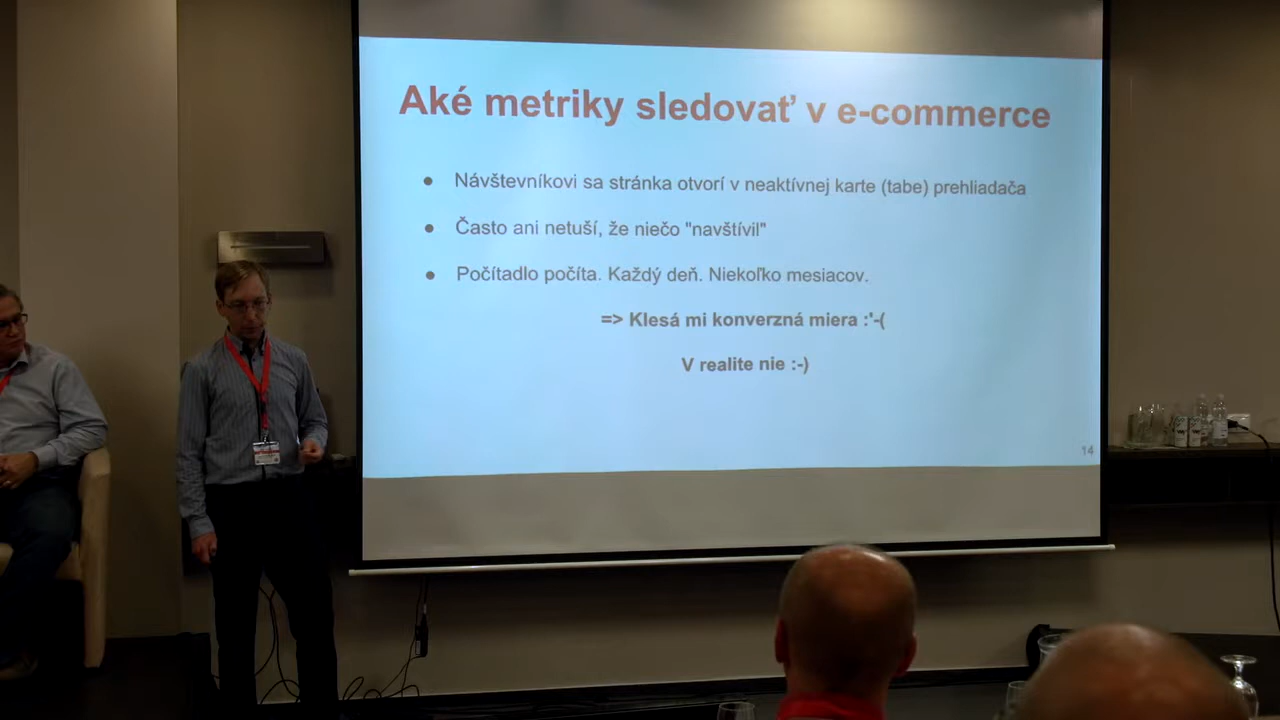 Aké metriky sledovať v e-commerce
● Návštevníkovi sa stránka otvorí v neaktívnej karte (tabe) prehliadača
● Často ani netuší, že niečo "navštívil"
● Počítadlo počíta. Každý deň. Niekoľko mesiacov.
=> Klesá mi konverzná miera :'-(
V realite nie :-)
14